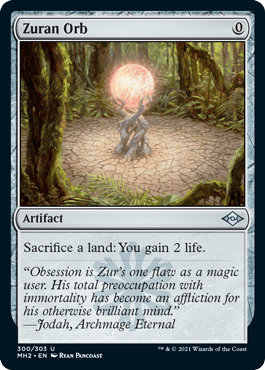 Zuran Orb 0
Artifact
Sacrifice a land: You gain 2 life.
“Obsession is Zur’s one flaw as a magic
user. His total preoccupation with
immortality has become an affliction for
his otherwise brilliant mind.”
—Jodah, Archmage Eternal
300/303 U
MH2 • EN Ryan Pancoast
™ & © 2021 Wizards of the Coast